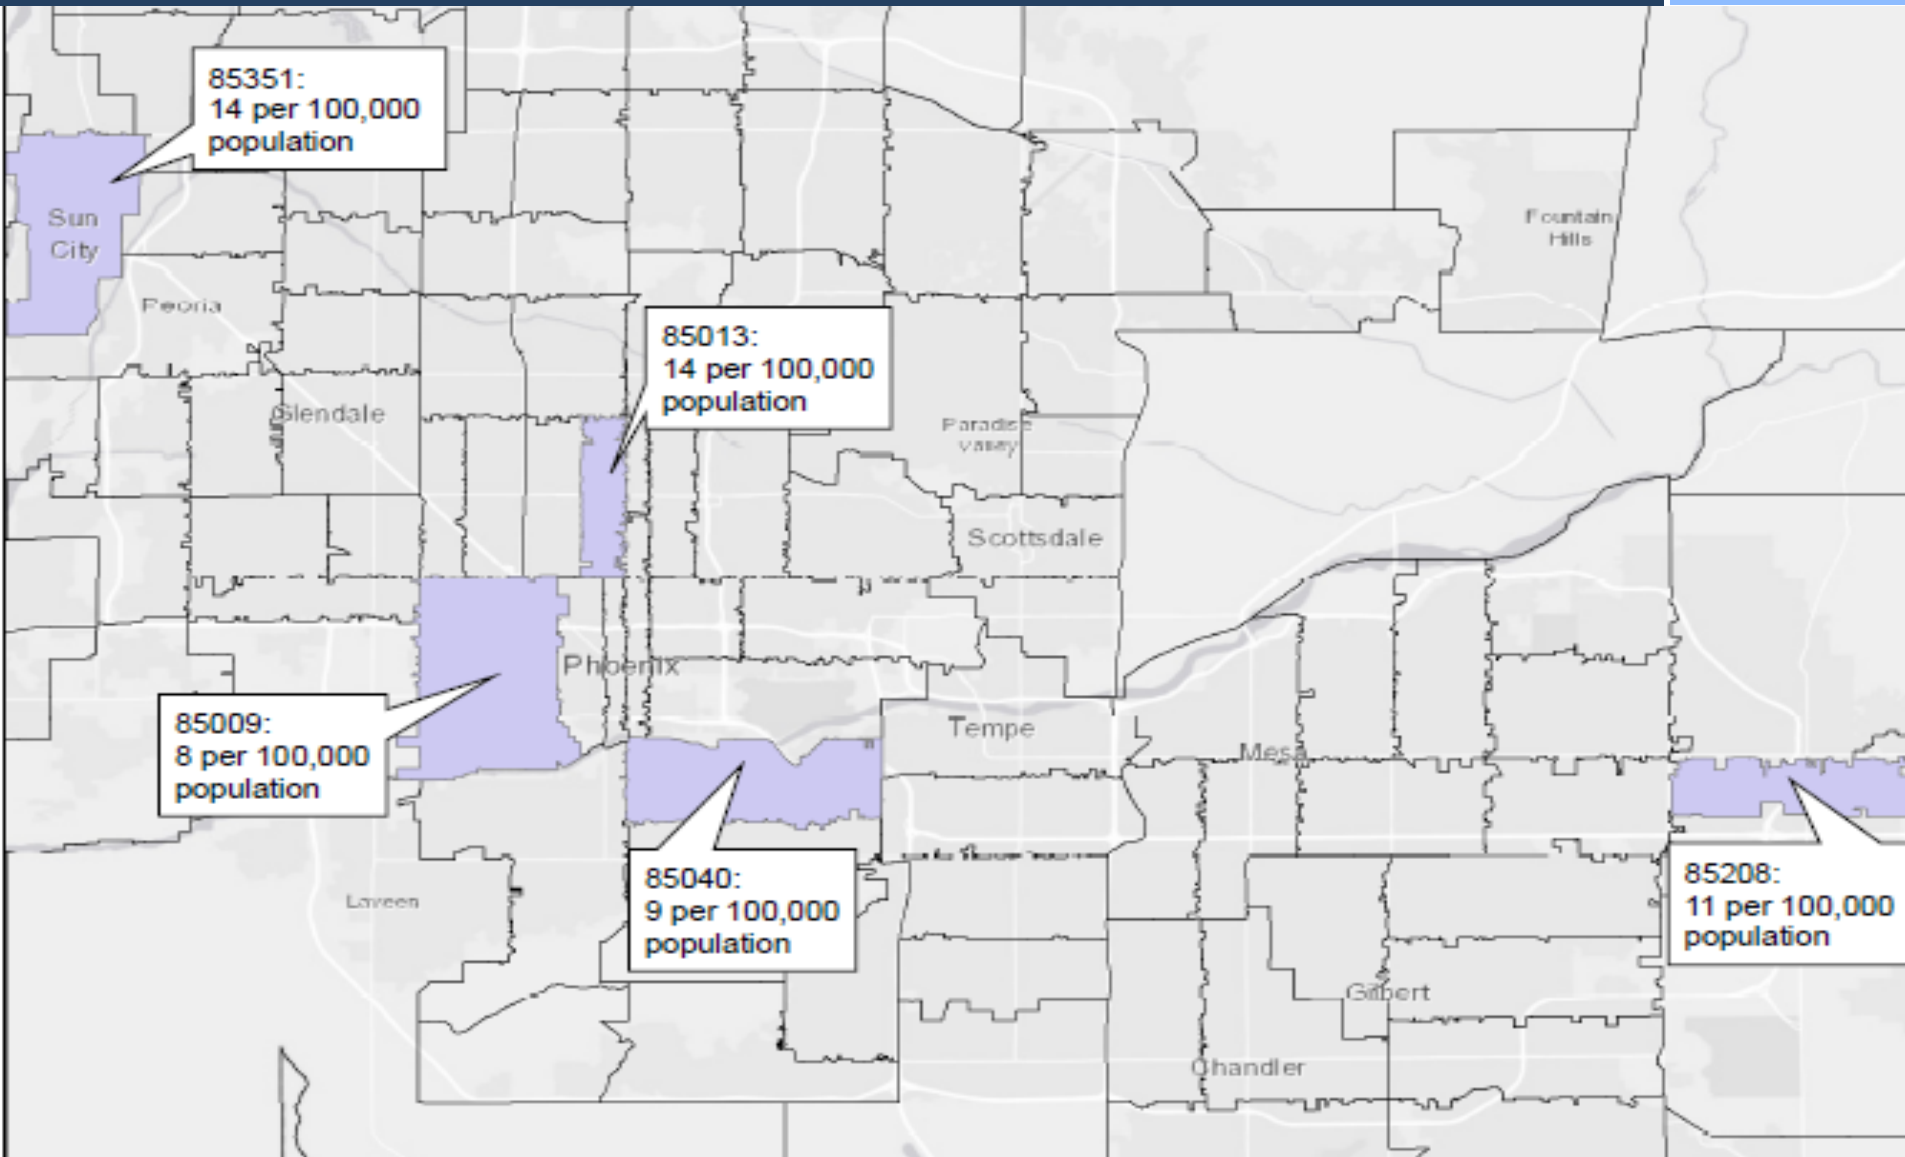 85351:
14 per 100,000
population
Sun
City
Fountain
Hills
Peoria
85013:
14 per 100,000
population
Glendale
Paradise
Valley
Scottsdale
Phoenix
85009:
8 per 100,000
population
Tempe
Mesa
85040:
9 per 100,000
population
85208:
11 per 100,000
population
Laveen
Gilbert
Chandler